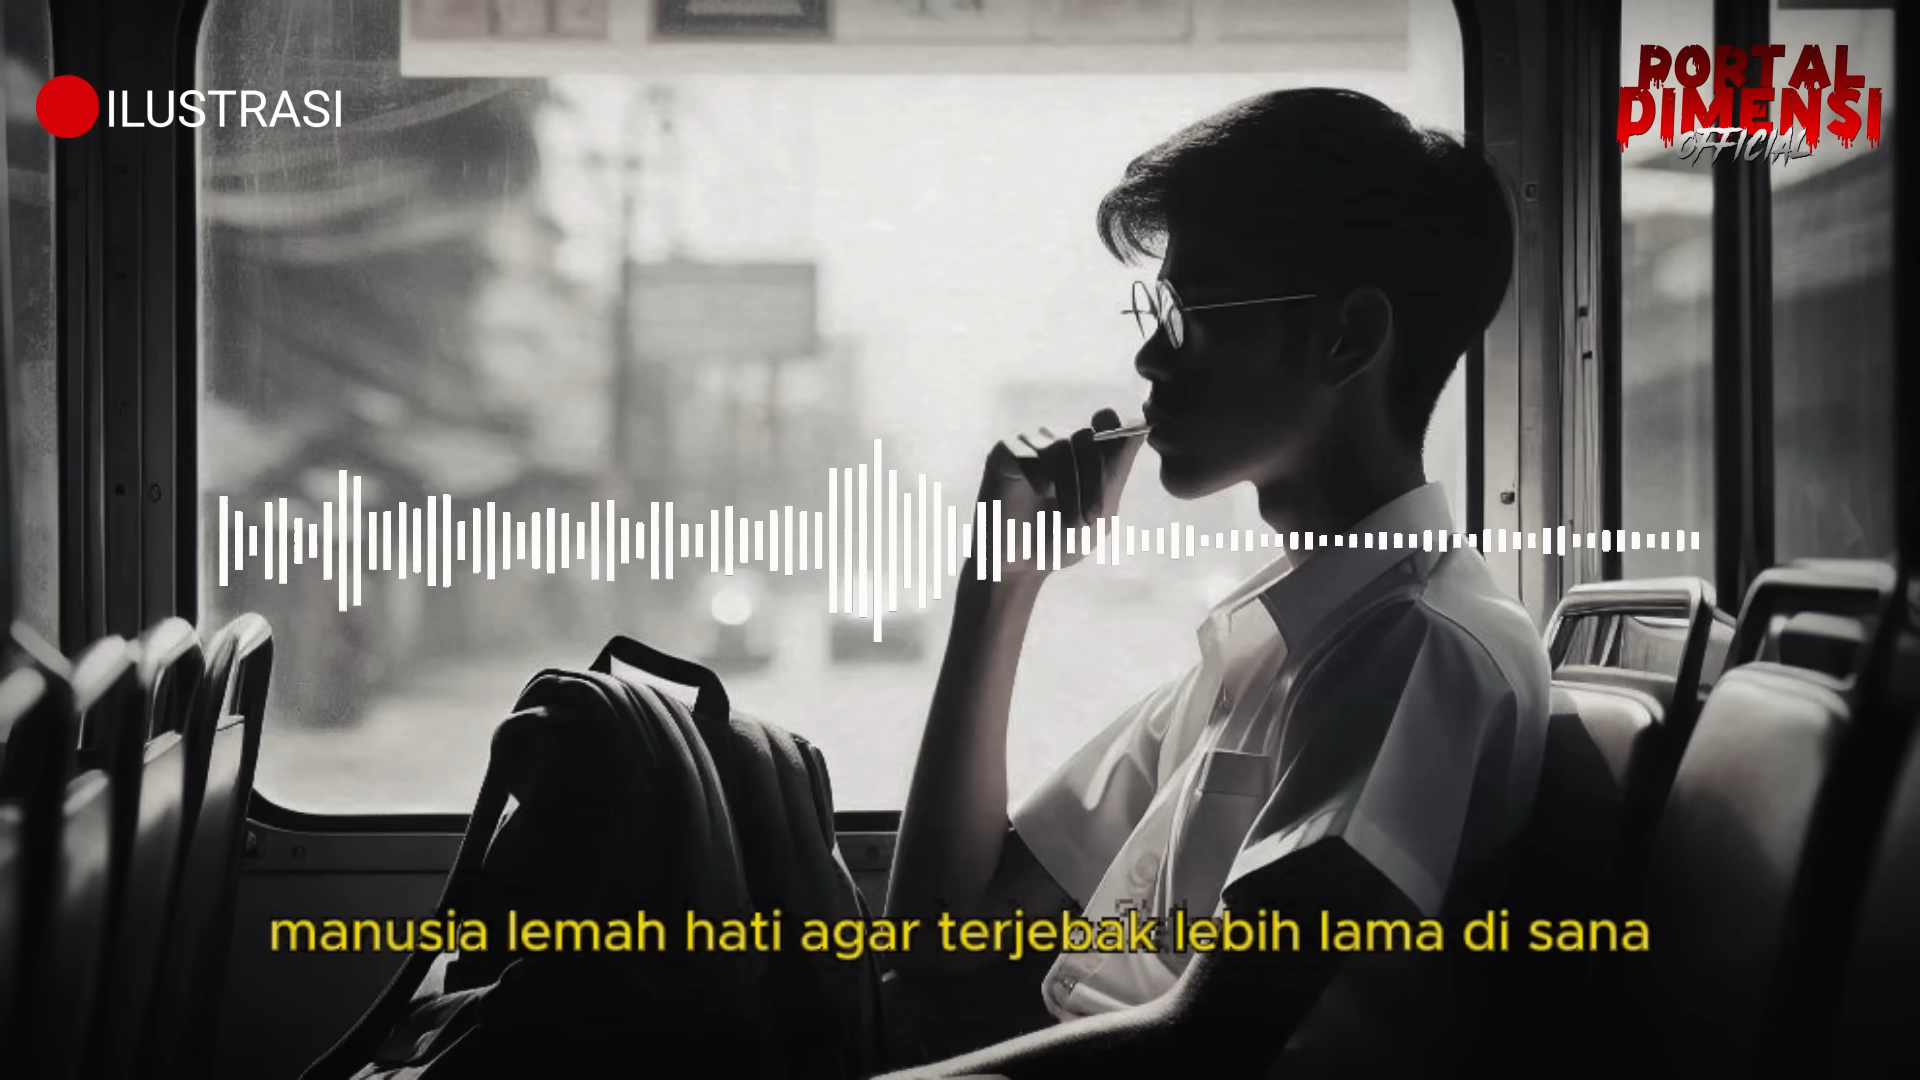 ILUSTRASI
PORTAL
DIMENSI
OFFICIAL
manusia lemah hati agar terjebak lebih lama di sana